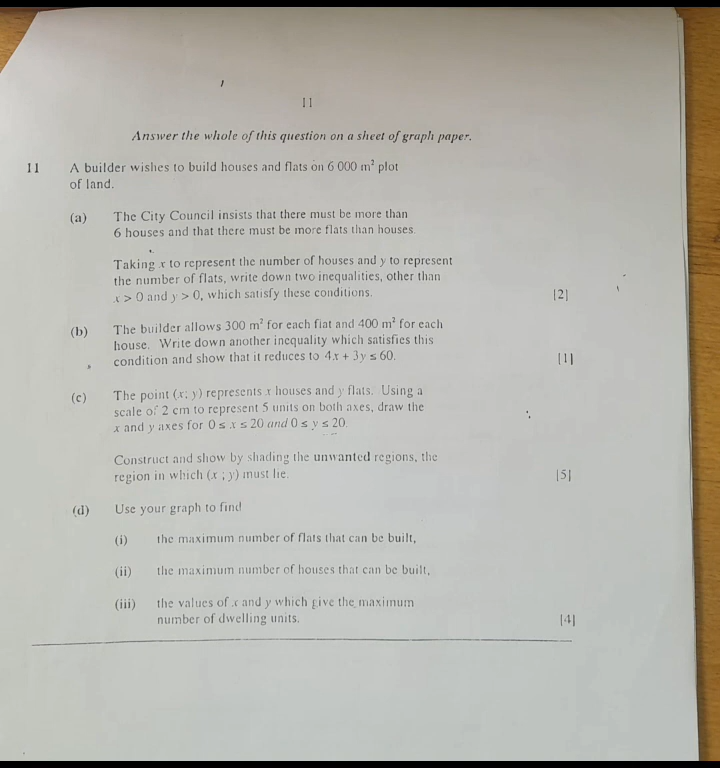 11
Answer the whole of this question on a sheet of graph paper.
11 A builder wishes to build houses and flats on 6 000 m² plot
of land.
(a) The City Council insists that there must be more than
6 houses and that there must be more flats than houses.
Taking x to represent the number of houses and y to represent
the number of flats, write down two inequalities, other than
x > 0 and y > 0, which satisfy these conditions. [2]
(b) The builder allows 300 m² for each flat and 400 m² for each
house. Write down another inequality which satisfies this
condition and show that it reduces to 4x + 3y ≤ 60. [1]
(c) The point (x; y) represents x houses and y flats. Using a
scale of 2 cm to represent 5 units on both axes, draw the
x and y axes for 0 ≤ x ≤ 20 and 0 ≤ y ≤ 20.
Construct and show by shading the unwanted regions, the
region in which (x ; y) must lie. [5]
(d) Use your graph to find
(i) the maximum number of flats that can be built,
(ii) the maximum number of houses that can be built,
(iii) the values of x and y which give the maximum
number of dwelling units. [4]